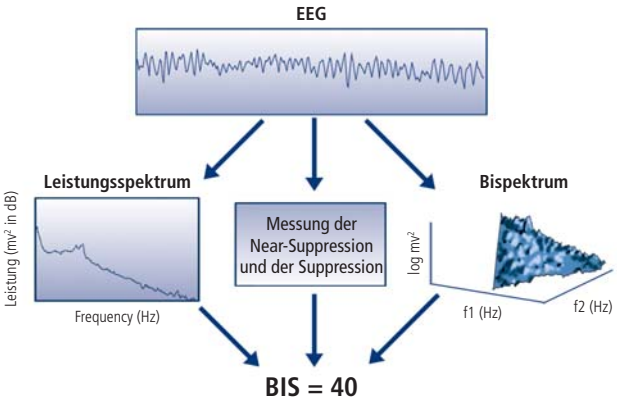 EEG
Leistungsspektrum
Leistung (mv² in dB)
Frequency (Hz)
Messung der
Near-Suppression
und der Suppression
Bispektrum
log mv²
f1 (Hz)
f2 (Hz)
BIS = 40